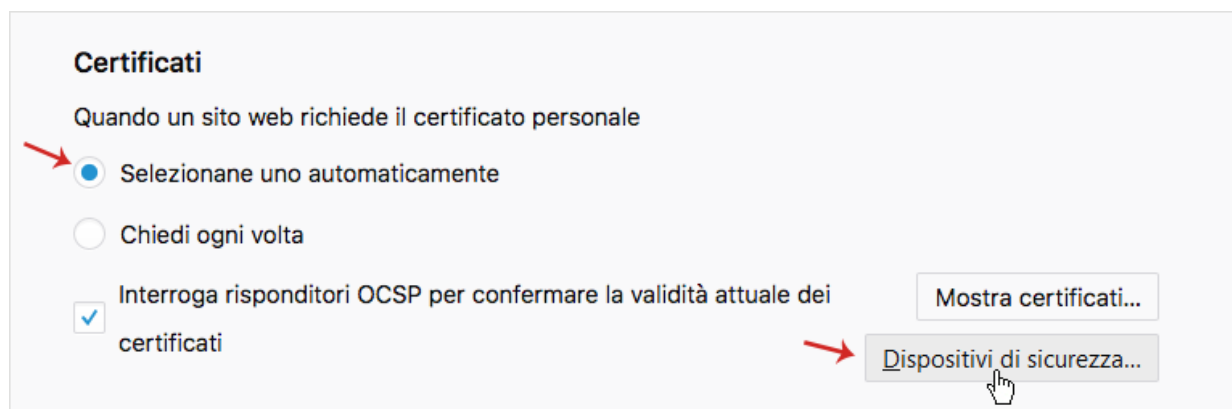 Certificati
Quando un sito web richiede il certificato personale
Selezionane uno automaticamente
Chiedi ogni volta
Interroga risponditori OCSP per confermare la validità attuale dei
certificati
Mostra certificati...
Dispositivi di sicurezza...